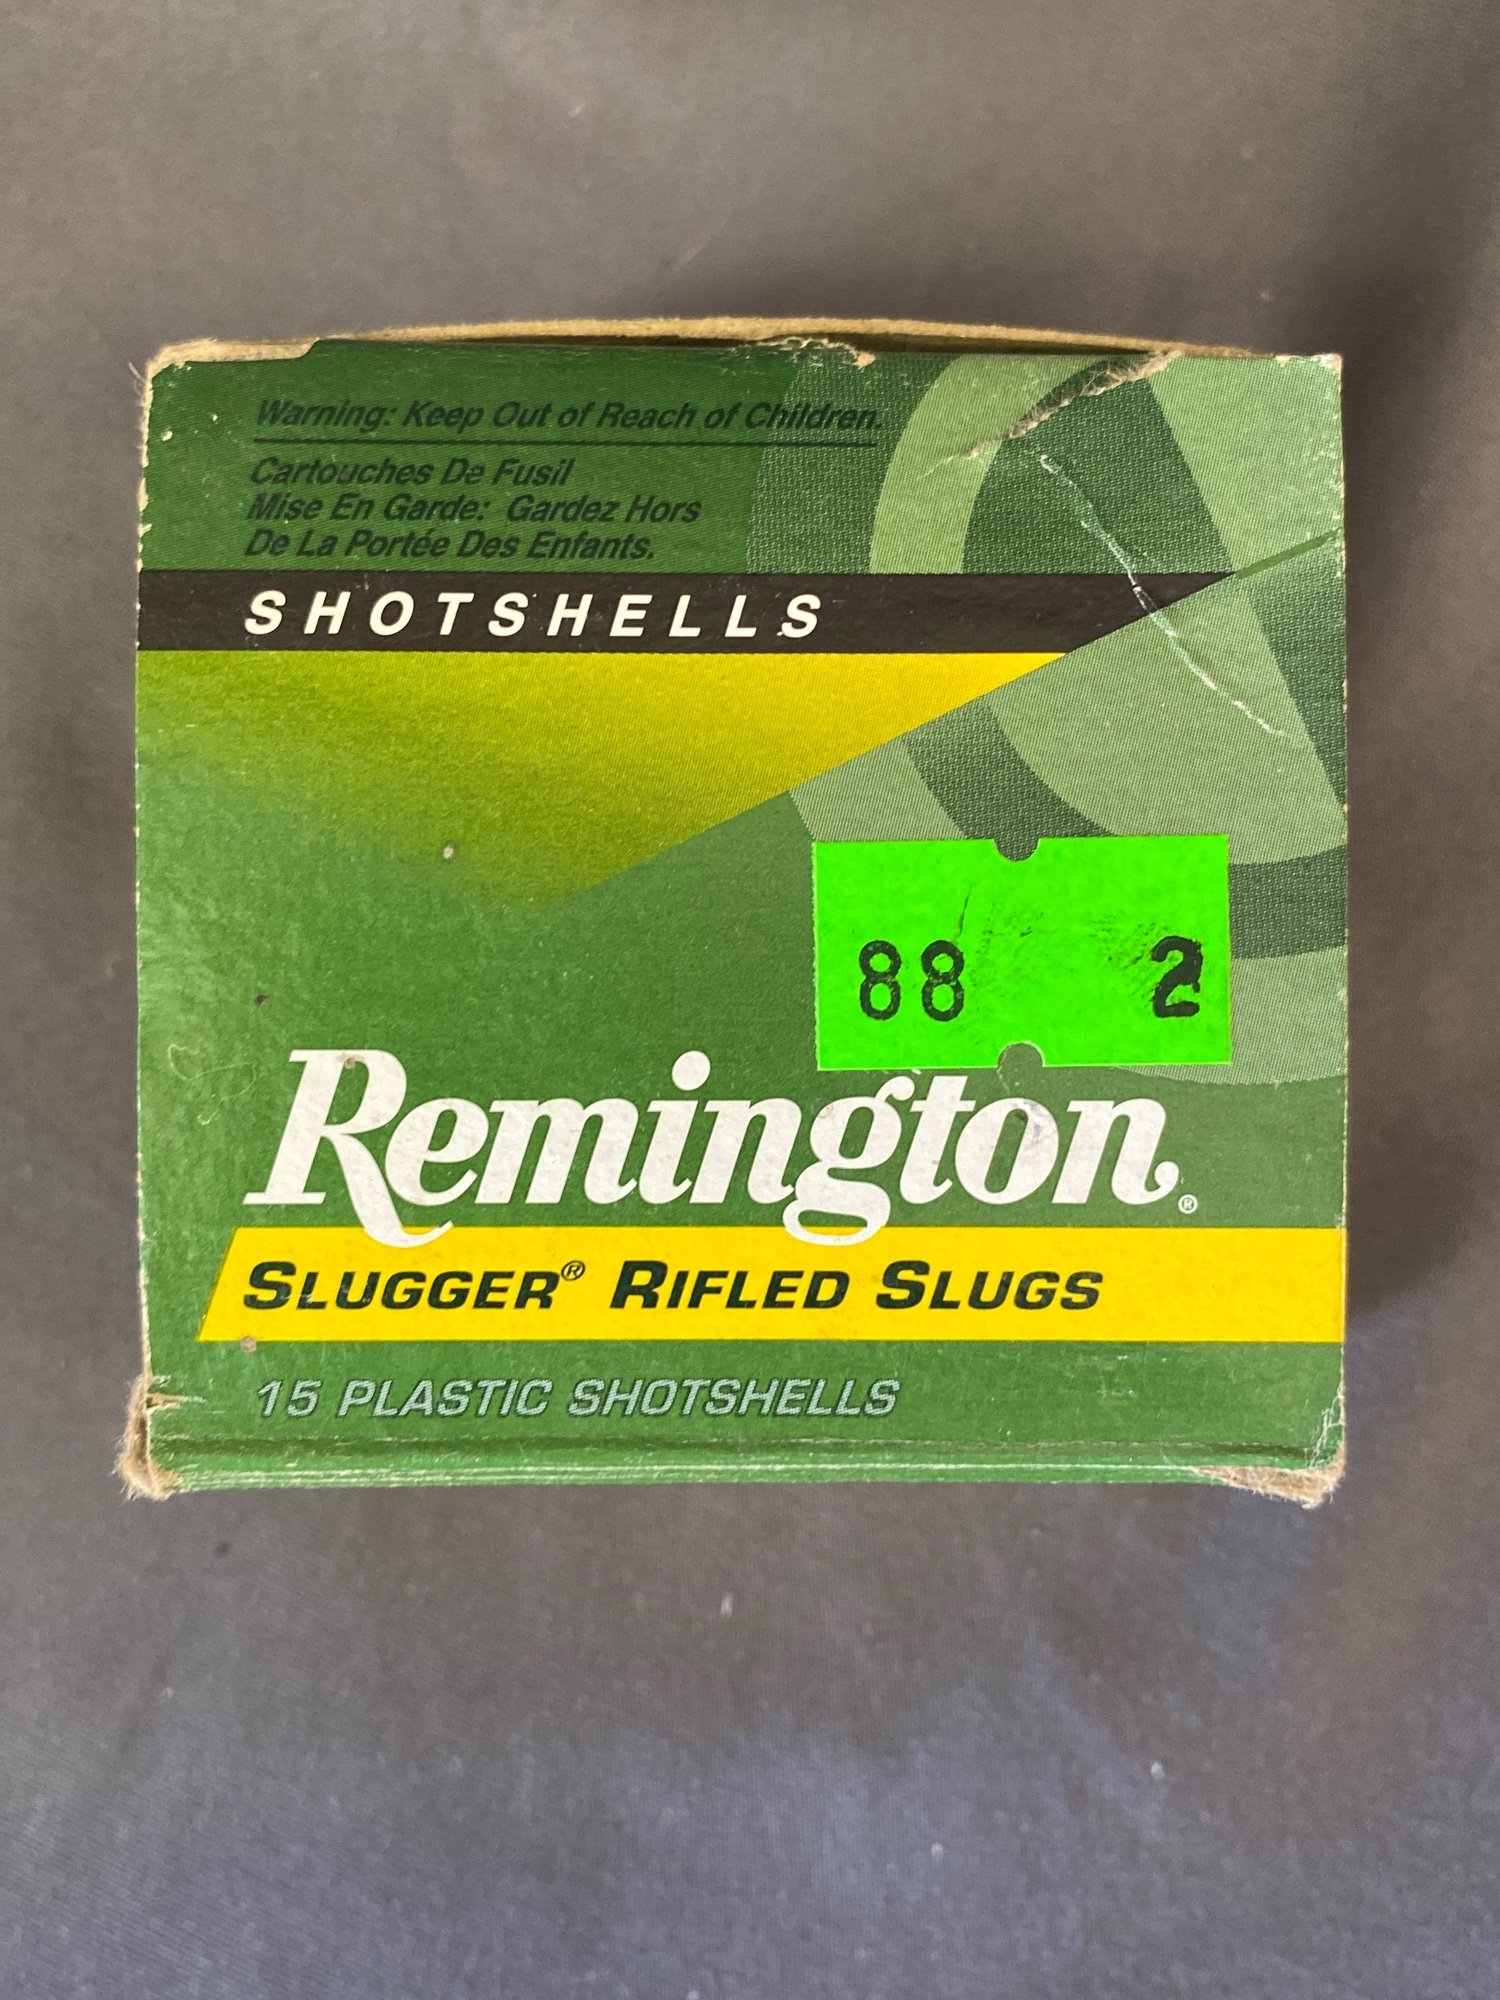 Warning: Keep Out of Reach of Children.
Cartouches De Fusil
Mise En Garde: Gardez Hors
De La Portée Des Enfants.
SHOTSHELLS
88 2
Remington®
SLUGGER® RIFLED SLUGS
15 PLASTIC SHOTSHELLS